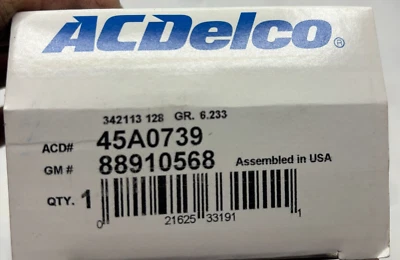 ACDelco®
342113 128 GR. 6.233
ACD# 45A0739
GM # 88910568 Assembled in USA
QTY. 1
0 21625 33191 1